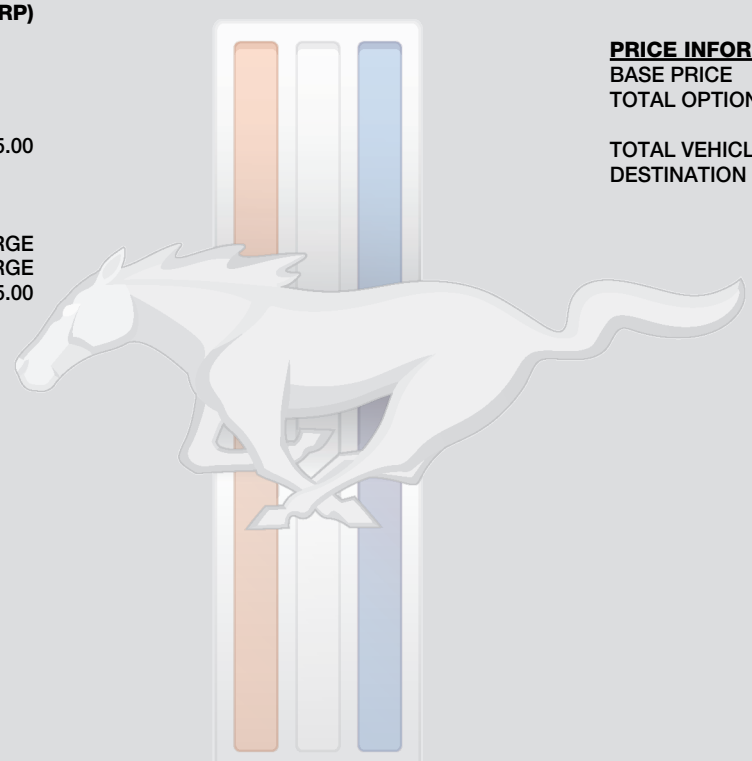 RP)
5.00
RGE
RGE
5.00
PRICE INFOR
BASE PRICE
TOTAL OPTION
TOTAL VEHICL
DESTINATION